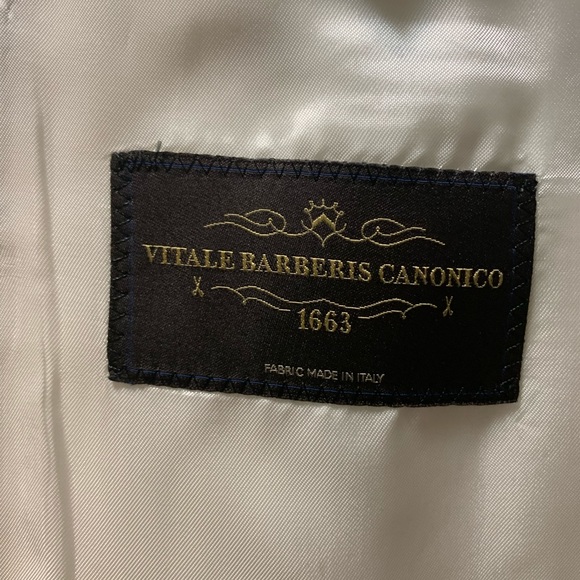 VITALE BARBERIS CANONICO
1663
FABRIC MADE IN ITALY